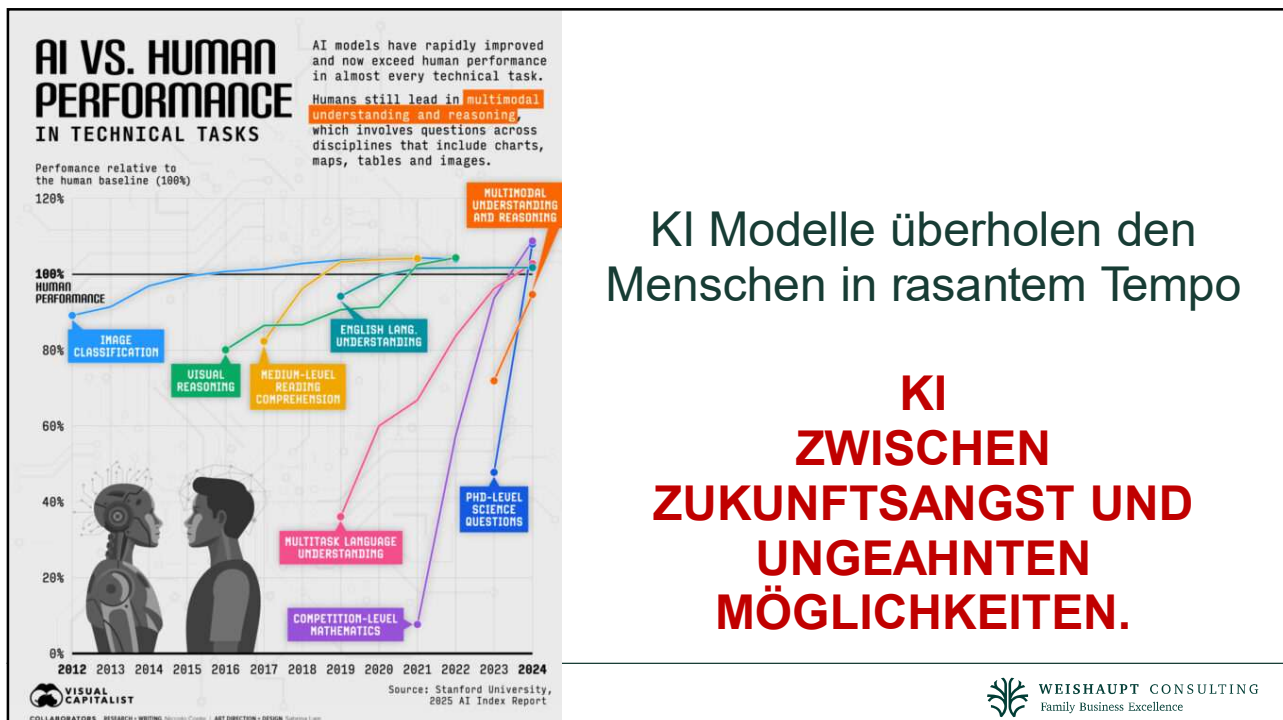 AI VS. HUMAN
PERFORMANCE
IN TECHNICAL TASKS
AI models have rapidly improved
and now exceed human performance
in almost every technical task.
Humans still lead in multimodal
understanding and reasoning,
which involves questions across
disciplines that include charts,
maps, tables and images.
Perfomance relative to
the human baseline (100%)
120%
100%
HUMAN
PERFORMANCE
80%
60%
40%
20%
0%
MULTIMODAL
UNDERSTANDING
AND REASONING
IMAGE
CLASSIFICATION
VISUAL
REASONING
MEDIUM-LEVEL
READING
COMPREHENSION
ENGLISH LANG.
UNDERSTANDING
PHD-LEVEL
SCIENCE
QUESTIONS
MULTITASK LANGUAGE
UNDERSTANDING
COMPETITION-LEVEL
MATHEMATICS
2012 2013 2014 2015 2016 2017 2018 2019 2020 2021 2022 2023 2024
VISUAL
CAPITALIST
Source: Stanford University,
2025 AI Index Report
COLLABORATORS RESEARCH + WRITING | ART DIRECTION + DESIGN
KI Modelle überholen den
Menschen in rasantem Tempo
KI
ZWISCHEN
ZUKUNFTSANGST UND
UNGEAHNTEN
MÖGLICHKEITEN.
WEISHAUPT CONSULTING
Family Business Excellence